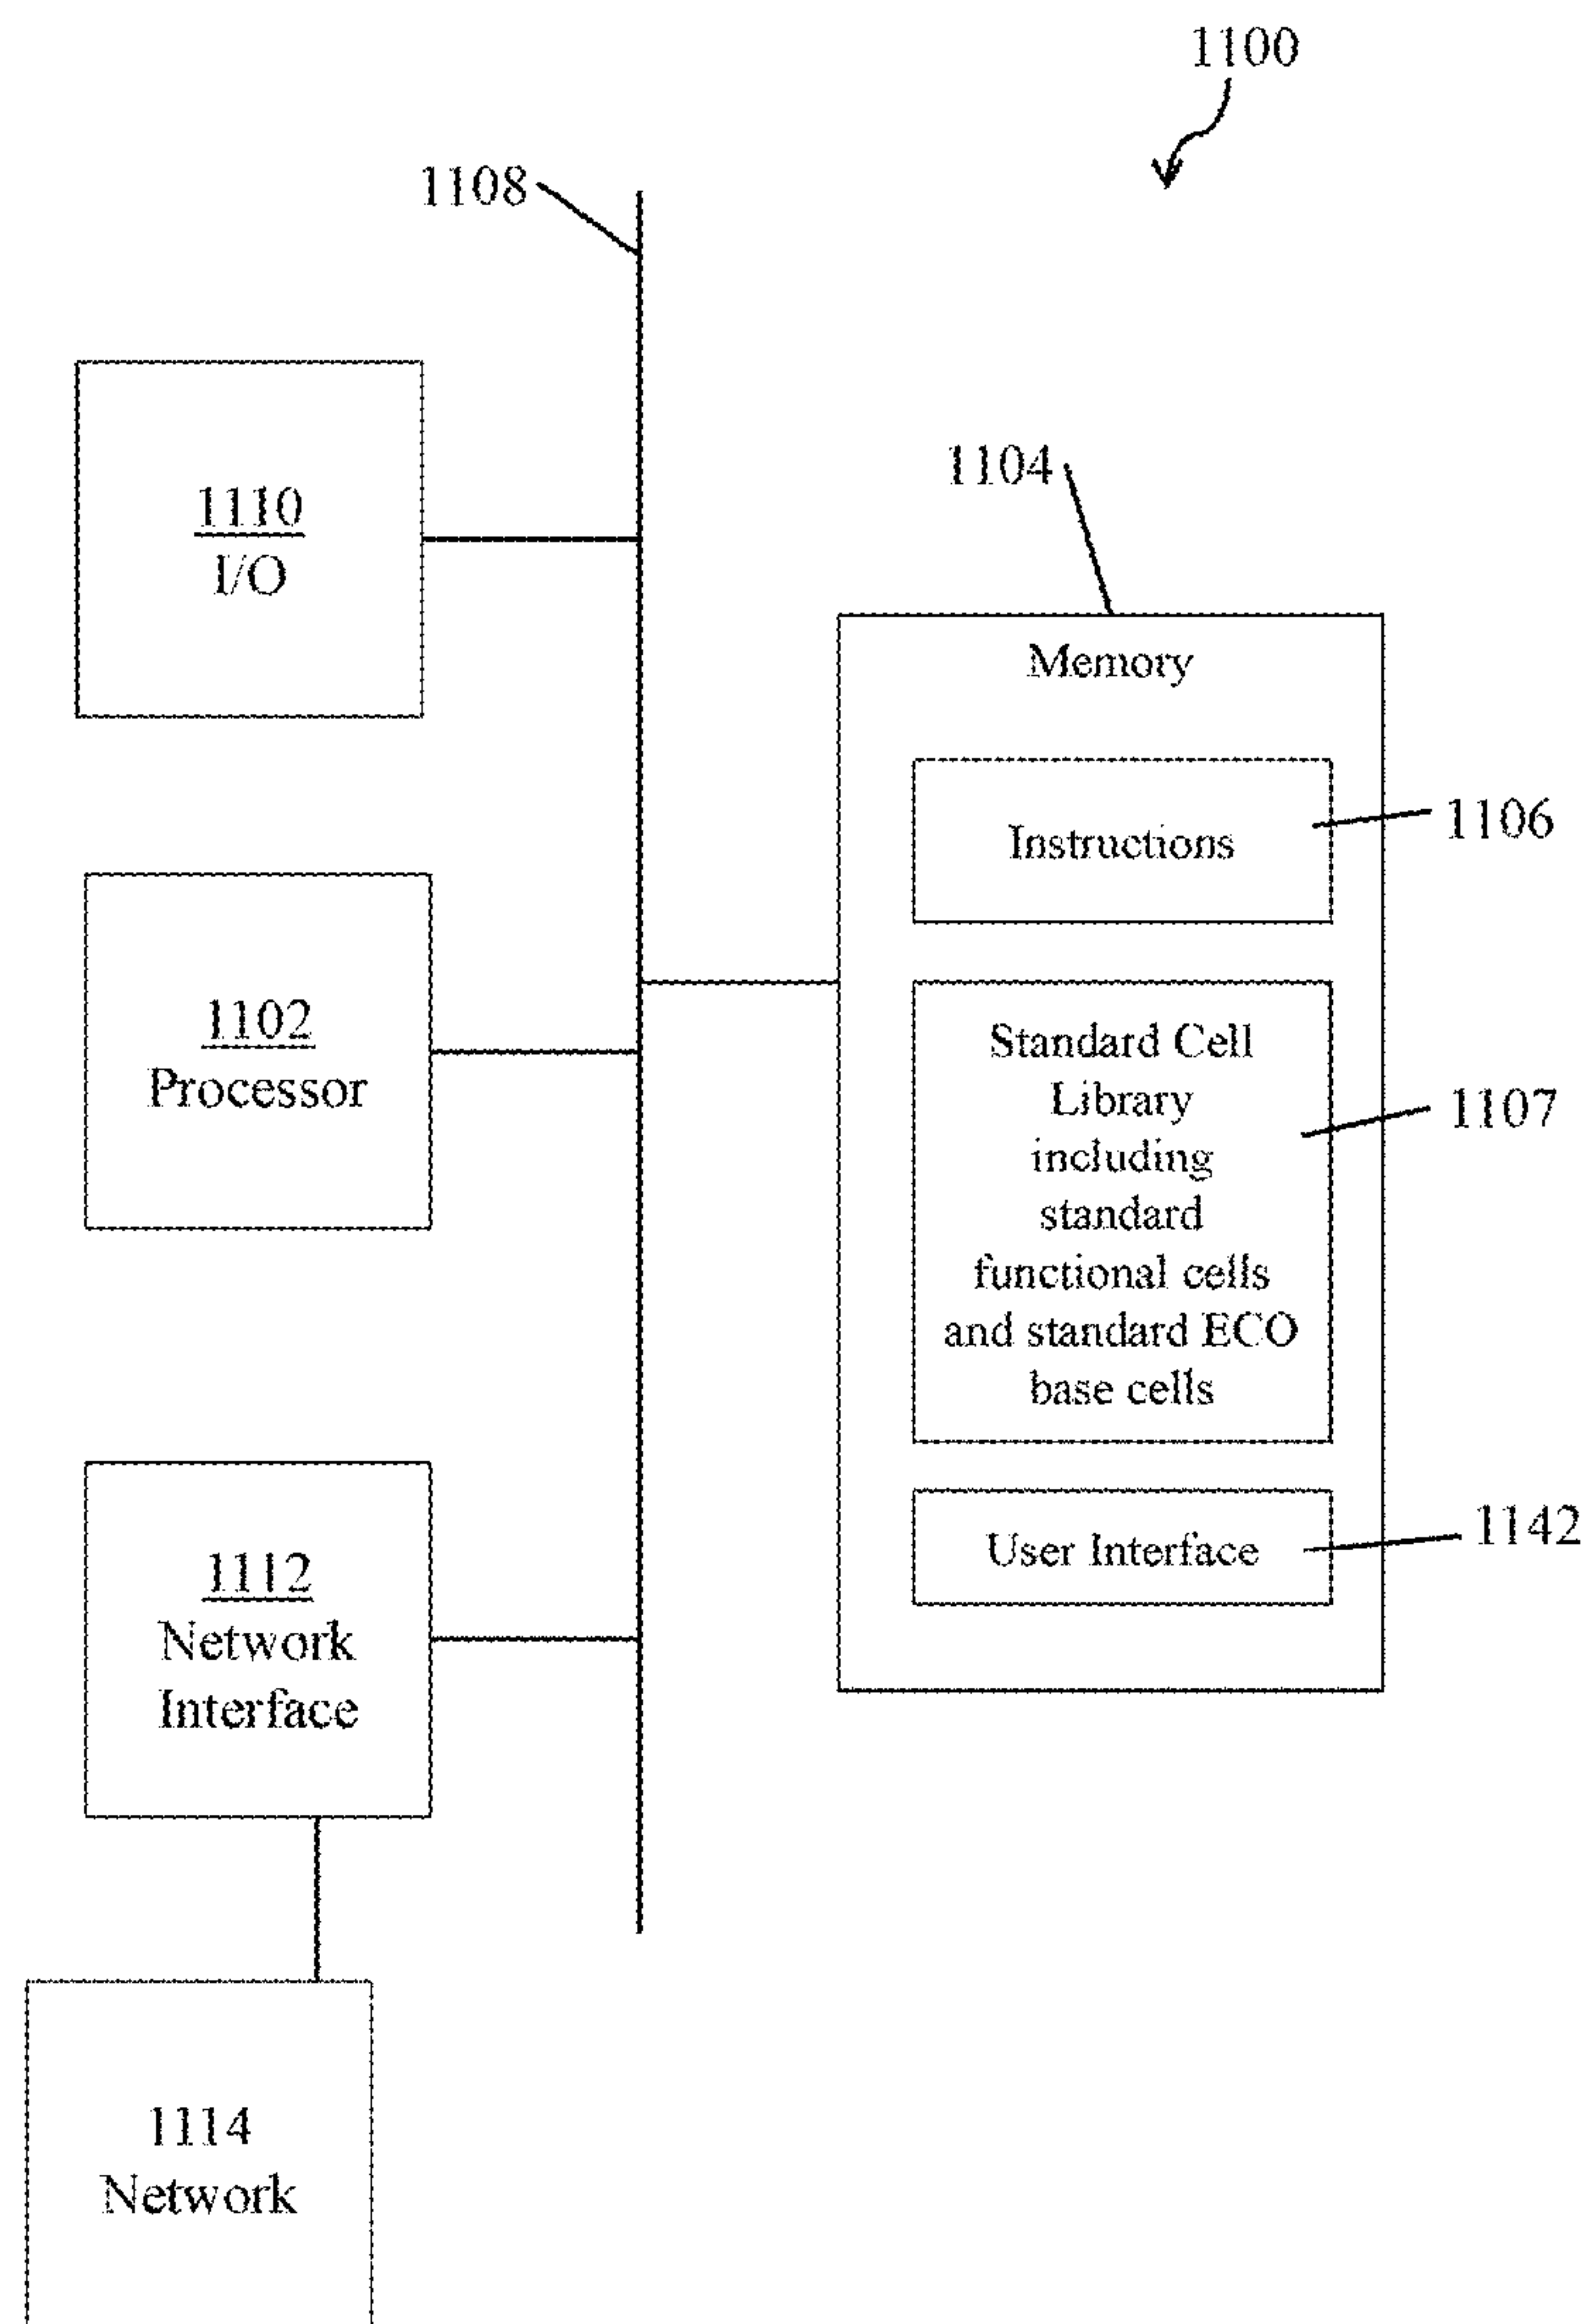 1100
1108
1110
I/O
1104
Memory
Instructions
1106
1102
Processor
Standard Cell
Library
including
standard
functional cells
and standard ECO
base cells
1107
User Interface
1142
1112
Network
Interface
1114
Network